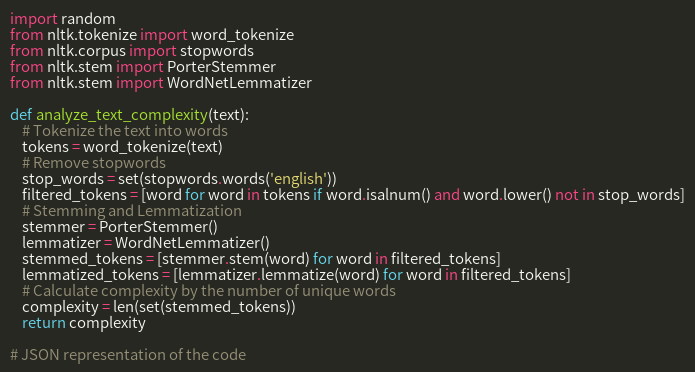 import random
from nltk.tokenize import word_tokenize
from nltk.corpus import stopwords
from nltk.stem import PorterStemmer
from nltk.stem import WordNetLemmatizer

def analyze_text_complexity(text):
    # Tokenize the text into words
    tokens = word_tokenize(text)
    # Remove stopwords
    stop_words = set(stopwords.words('english'))
    filtered_tokens = [word for word in tokens if word.isalnum() and word.lower() not in stop_words]
    # Stemming and Lemmatization
    stemmer = PorterStemmer()
    lemmatizer = WordNetLemmatizer()
    stemmed_tokens = [stemmer.stem(word) for word in filtered_tokens]
    lemmatized_tokens = [lemmatizer.lemmatize(word) for word in filtered_tokens]
    # Calculate complexity by the number of unique words
    complexity = len(set(stemmed_tokens))
    return complexity

# JSON representation of the code